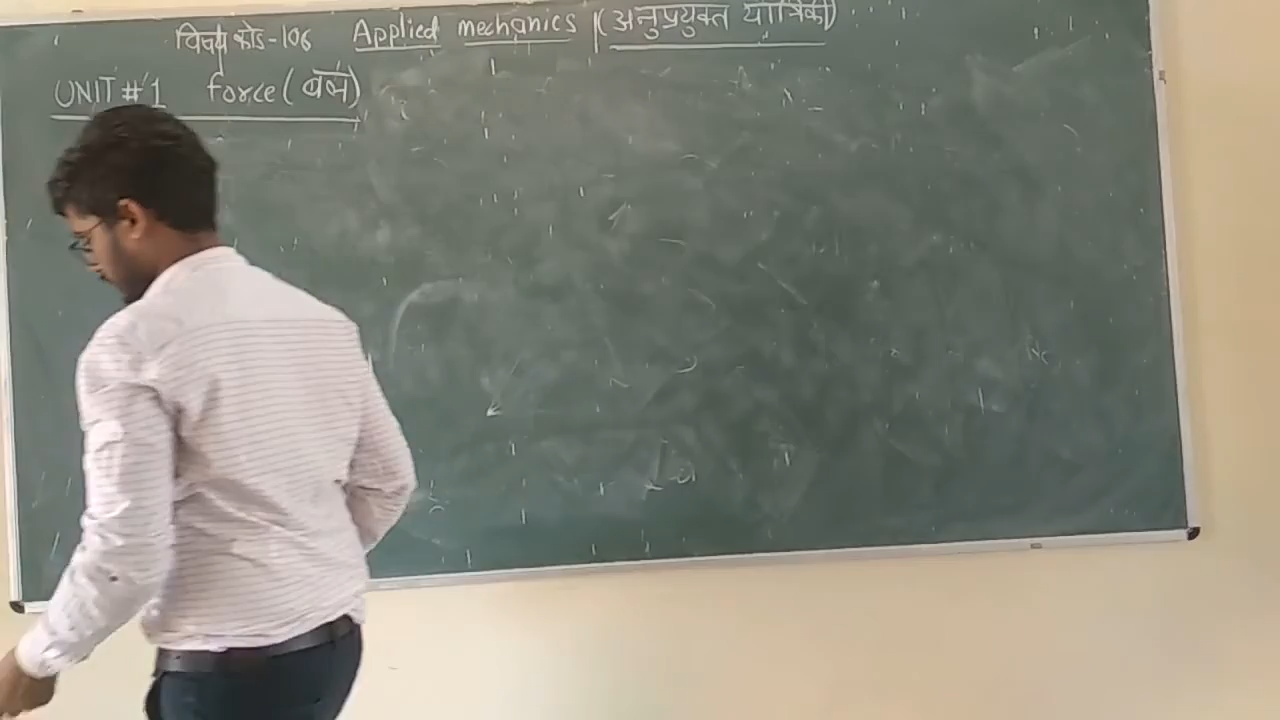 विषय कोड-106 Applied mechanics (अनुप्रयुक्त यांत्रिकी)
UNIT #1 force (बल)